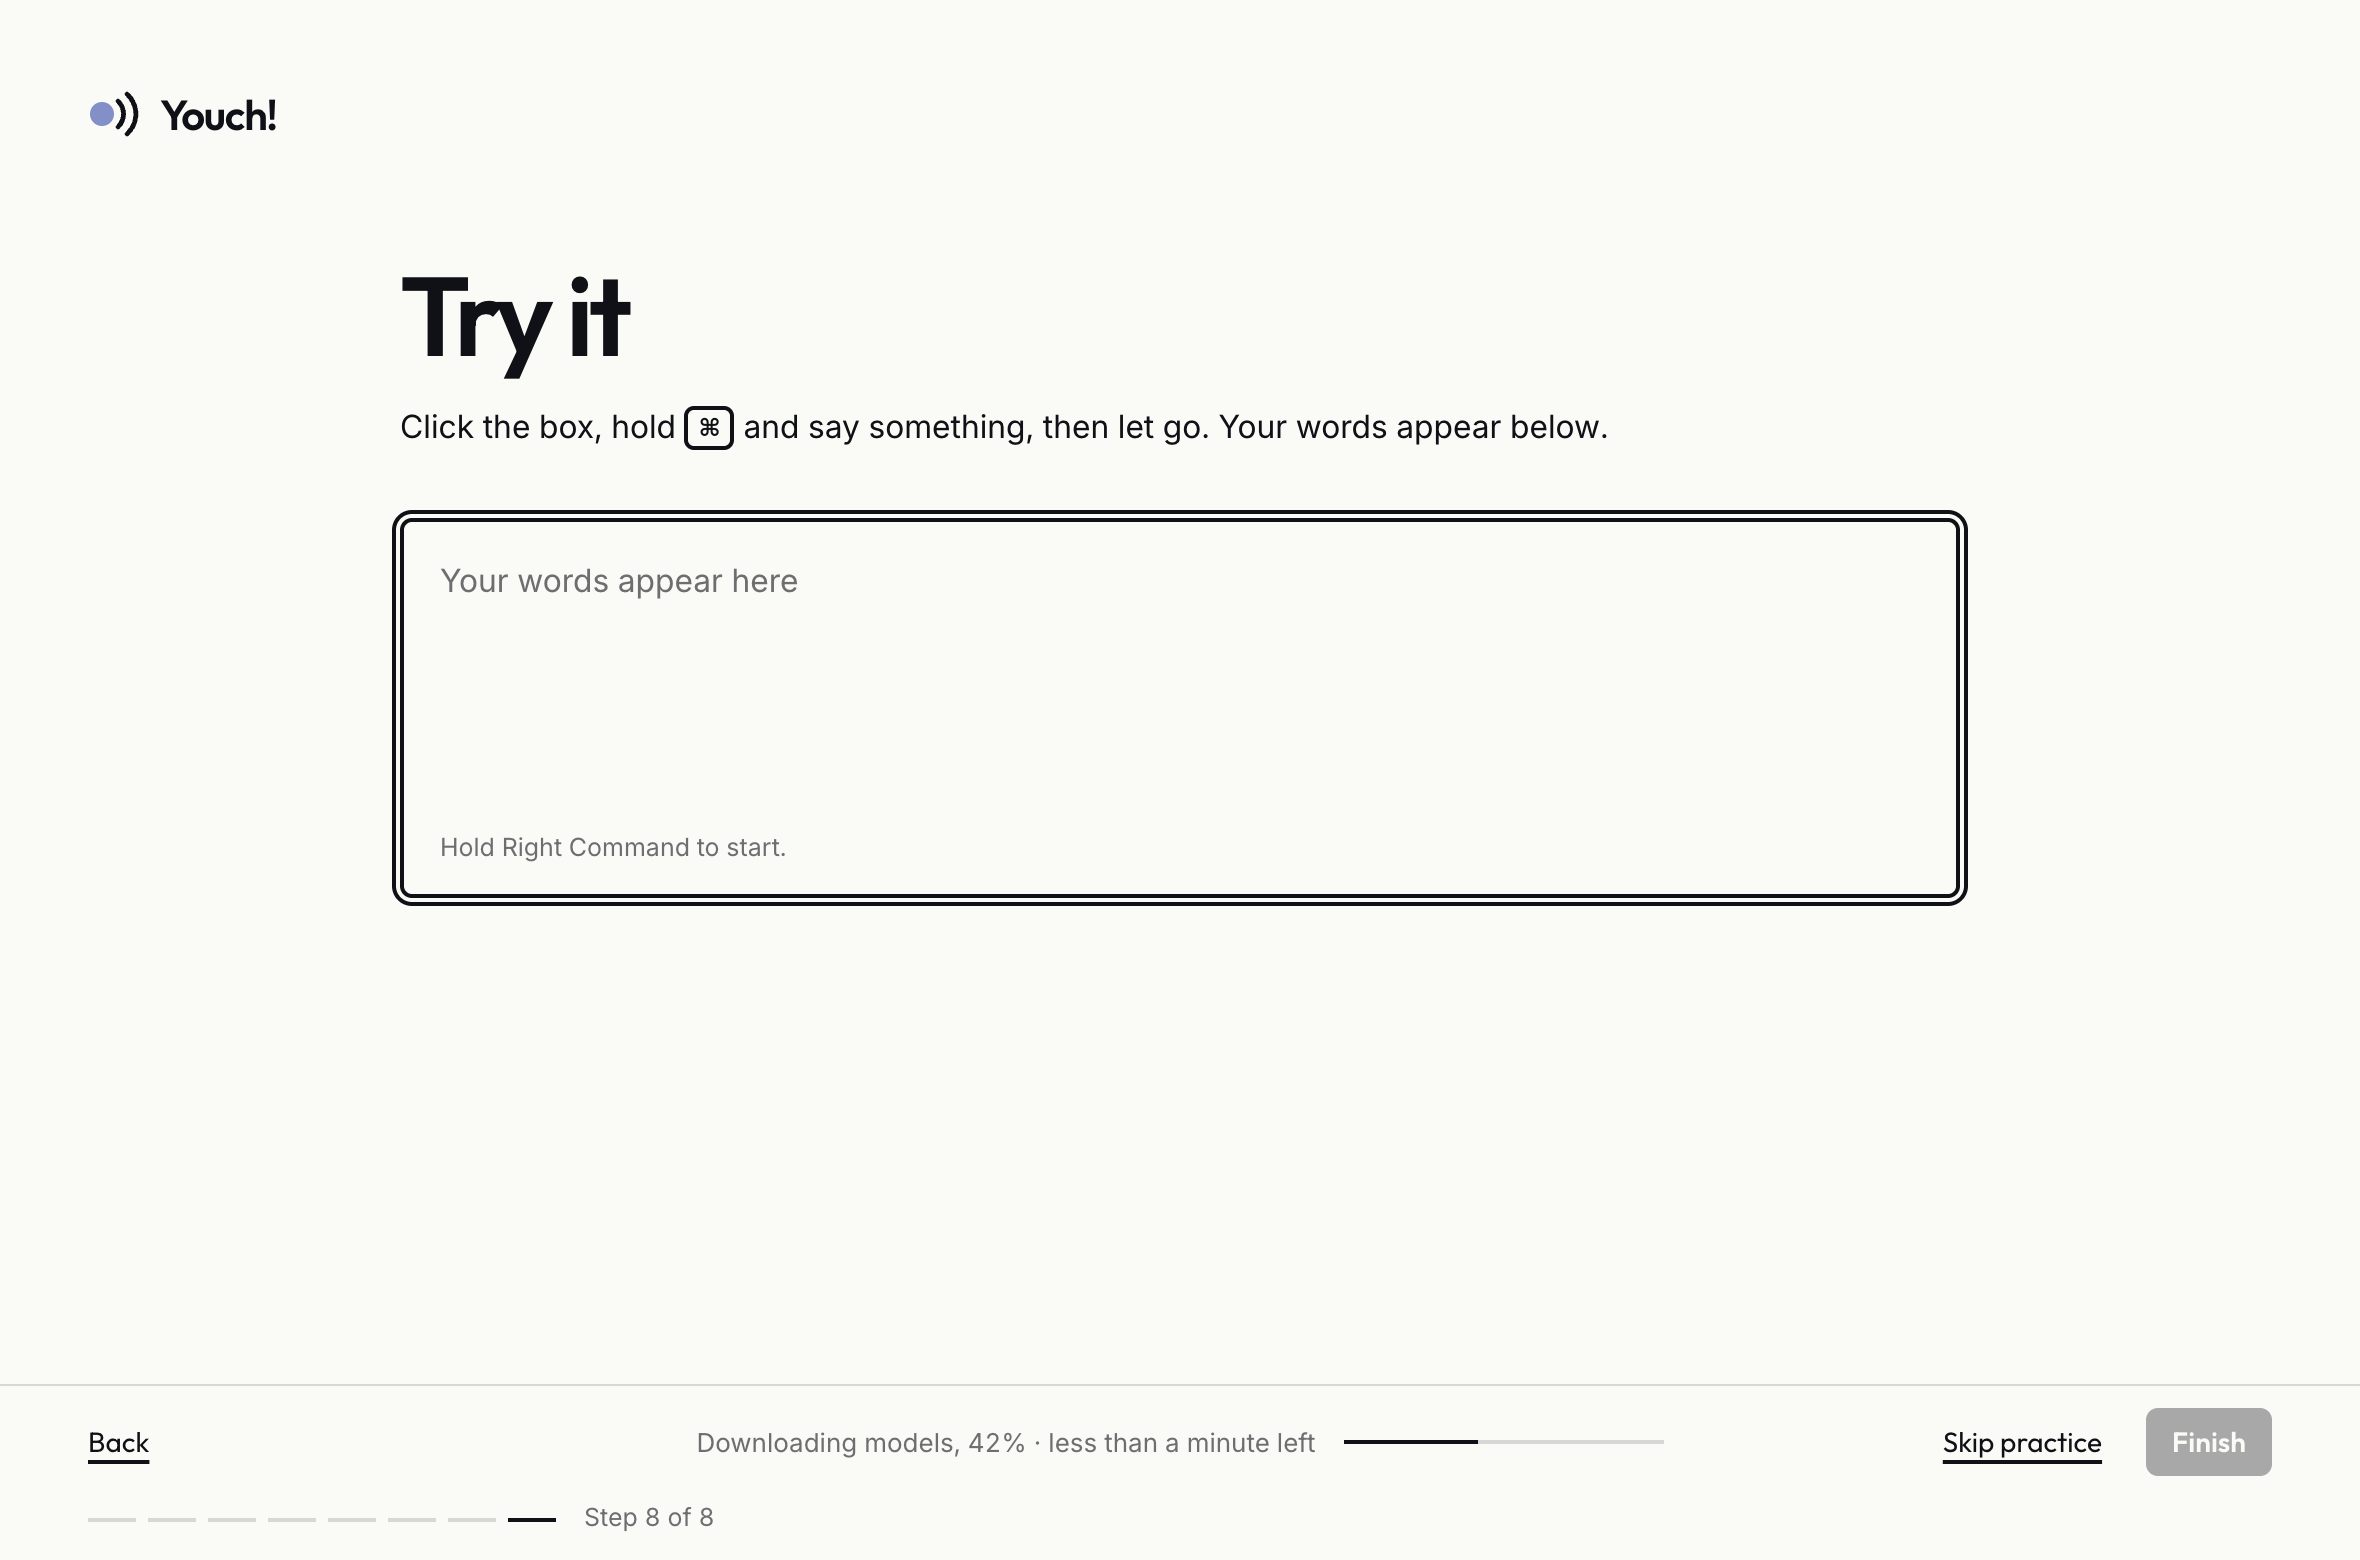 Youch!
Try it
Click the box, hold ⌘ and say something, then let go. Your words appear below.
Your words appear here
Hold Right Command to start.
Back
Downloading models, 42% · less than a minute left
Skip practice
Finish
Step 8 of 8